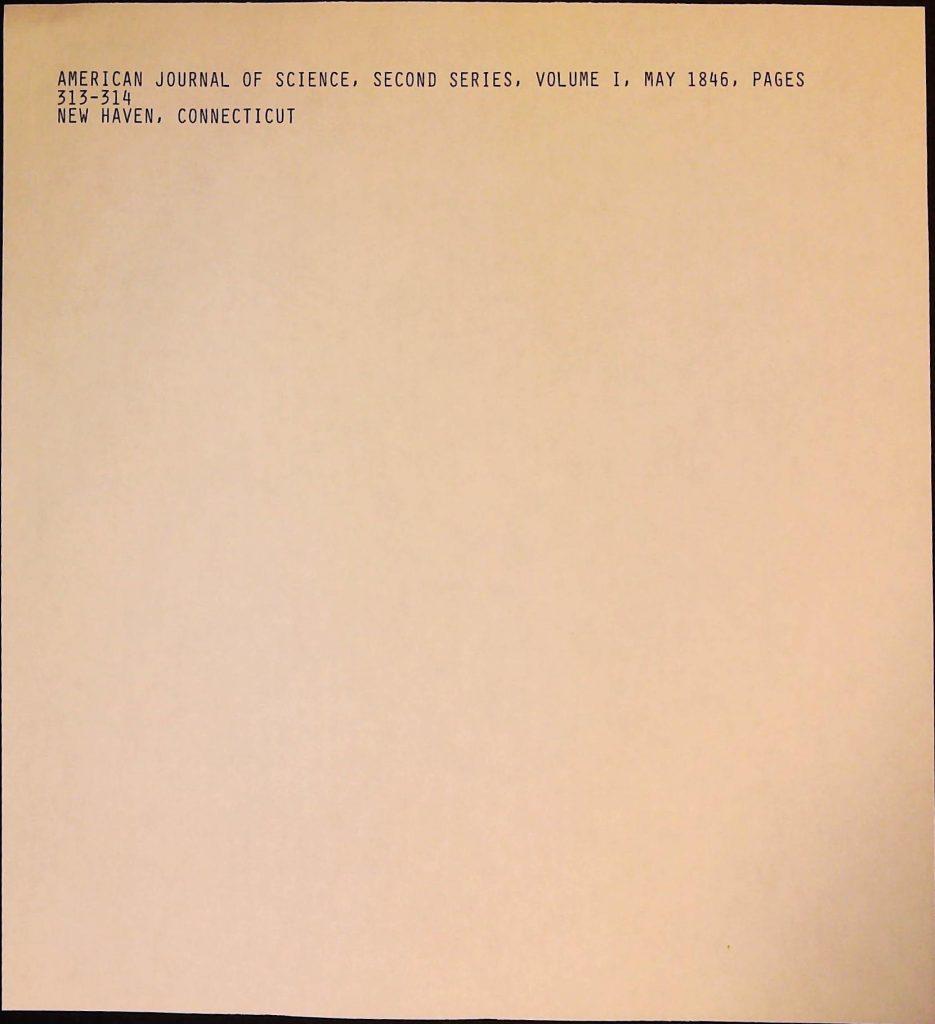 AMERICAN JOURNAL OF SCIENCE, SECOND SERIES, VOLUME I, MAY 1846, PAGES
313-314
NEW HAVEN, CONNECTICUT